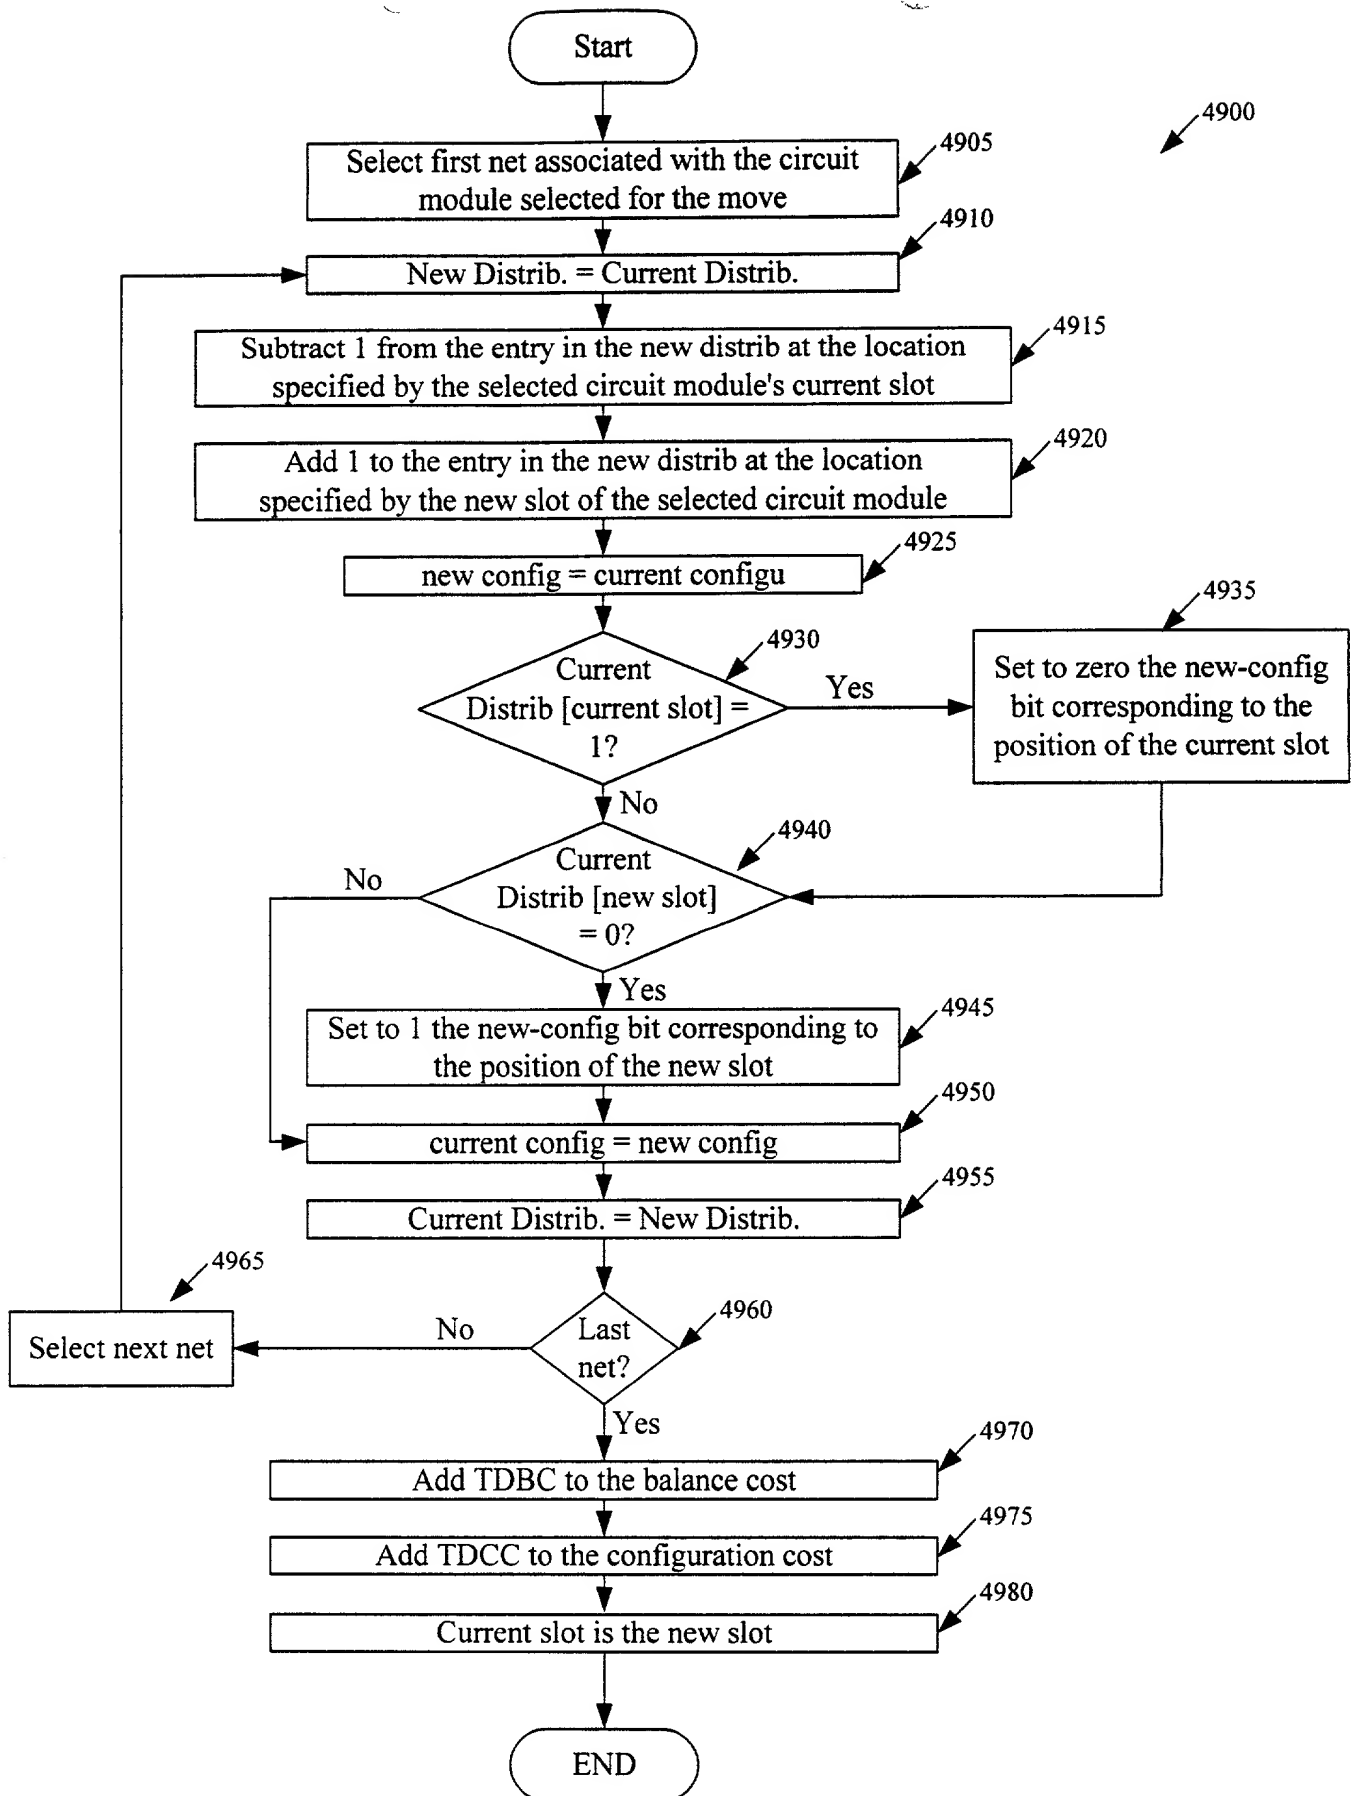 Start
4900
4905
Select first net associated with the circuit
module selected for the move
4910
New Distrib. = Current Distrib.
4915
Subtract 1 from the entry in the new distrib at the location
specified by the selected circuit module's current slot
4920
Add 1 to the entry in the new distrib at the location
specified by the new slot of the selected circuit module
4925
new config = current configu
4930
Current
Distrib [current slot] =
1?
Yes
4935
Set to zero the new-config
bit corresponding to the
position of the current slot
No
4940
Current
Distrib [new slot]
= 0?
No
Yes
4945
Set to 1 the new-config bit corresponding to
the position of the new slot
4950
current config = new config
4955
Current Distrib. = New Distrib.
4960
Last
net?
No
4965
Select next net
Yes
4970
Add TDBC to the balance cost
4975
Add TDCC to the configuration cost
4980
Current slot is the new slot
END